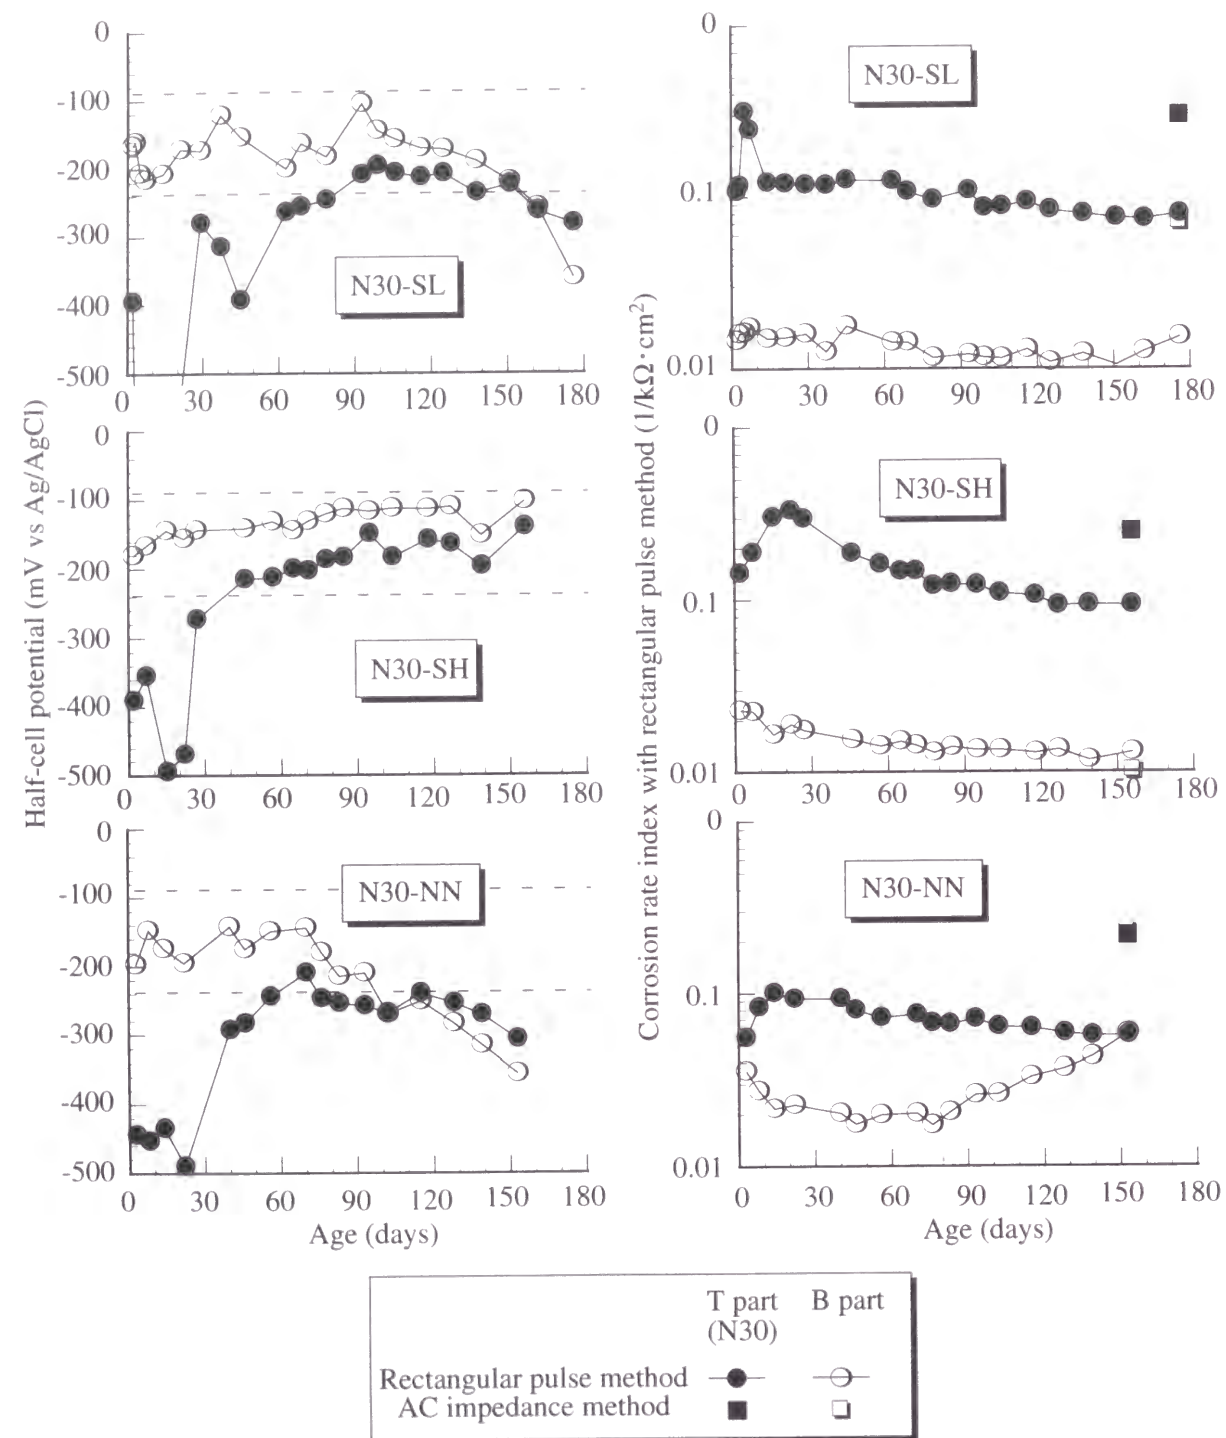 0
-100
-200
-300
-400
-500
N30-SL
0 30 60 90 120 150 180
0
-100
-200
-300
-400
-500
N30-SH
0 30 60 90 120 150 180
0
-100
-200
-300
-400
-500
N30-NN
0 30 60 90 120 150 180
Age (days)
Half-cell potential (mV vs Ag/AgCl)
0
0.1
0.01
N30-SL
0 30 60 90 120 150 180
0
0.1
0.01
N30-SH
0 30 60 90 120 150 180
0
0.1
0.01
N30-NN
0 30 60 90 120 150 180
Age (days)
Corrosion rate index with rectangular pulse method (1/kΩ·cm²)
T part B part
(N30)
Rectangular pulse method
AC impedance method